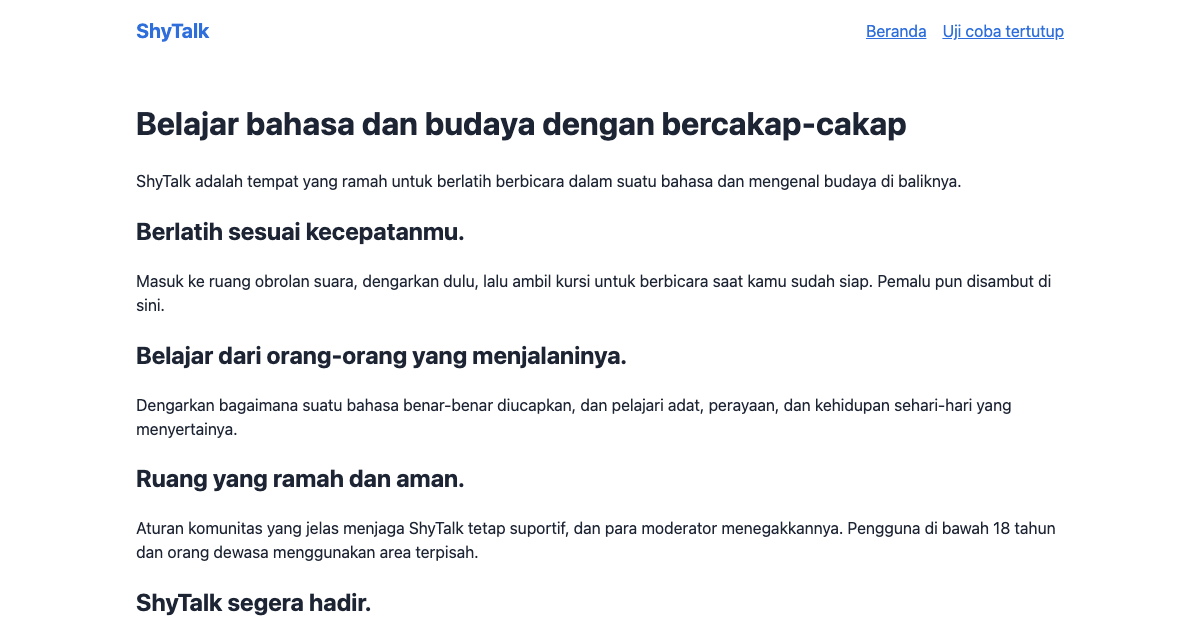 ShyTalk
Beranda Uji coba tertutup
Belajar bahasa dan budaya dengan bercakap-cakap
ShyTalk adalah tempat yang ramah untuk berlatih berbicara dalam suatu bahasa dan mengenal budaya di baliknya.
Berlatih sesuai kecepatanmu.
Masuk ke ruang obrolan suara, dengarkan dulu, lalu ambil kursi untuk berbicara saat kamu sudah siap. Pemalu pun disambut di
sini.
Belajar dari orang-orang yang menjalaninya.
Dengarkan bagaimana suatu bahasa benar-benar diucapkan, dan pelajari adat, perayaan, dan kehidupan sehari-hari yang
menyertainya.
Ruang yang ramah dan aman.
Aturan komunitas yang jelas menjaga ShyTalk tetap suportif, dan para moderator menegakkannya. Pengguna di bawah 18 tahun
dan orang dewasa menggunakan area terpisah.
ShyTalk segera hadir.